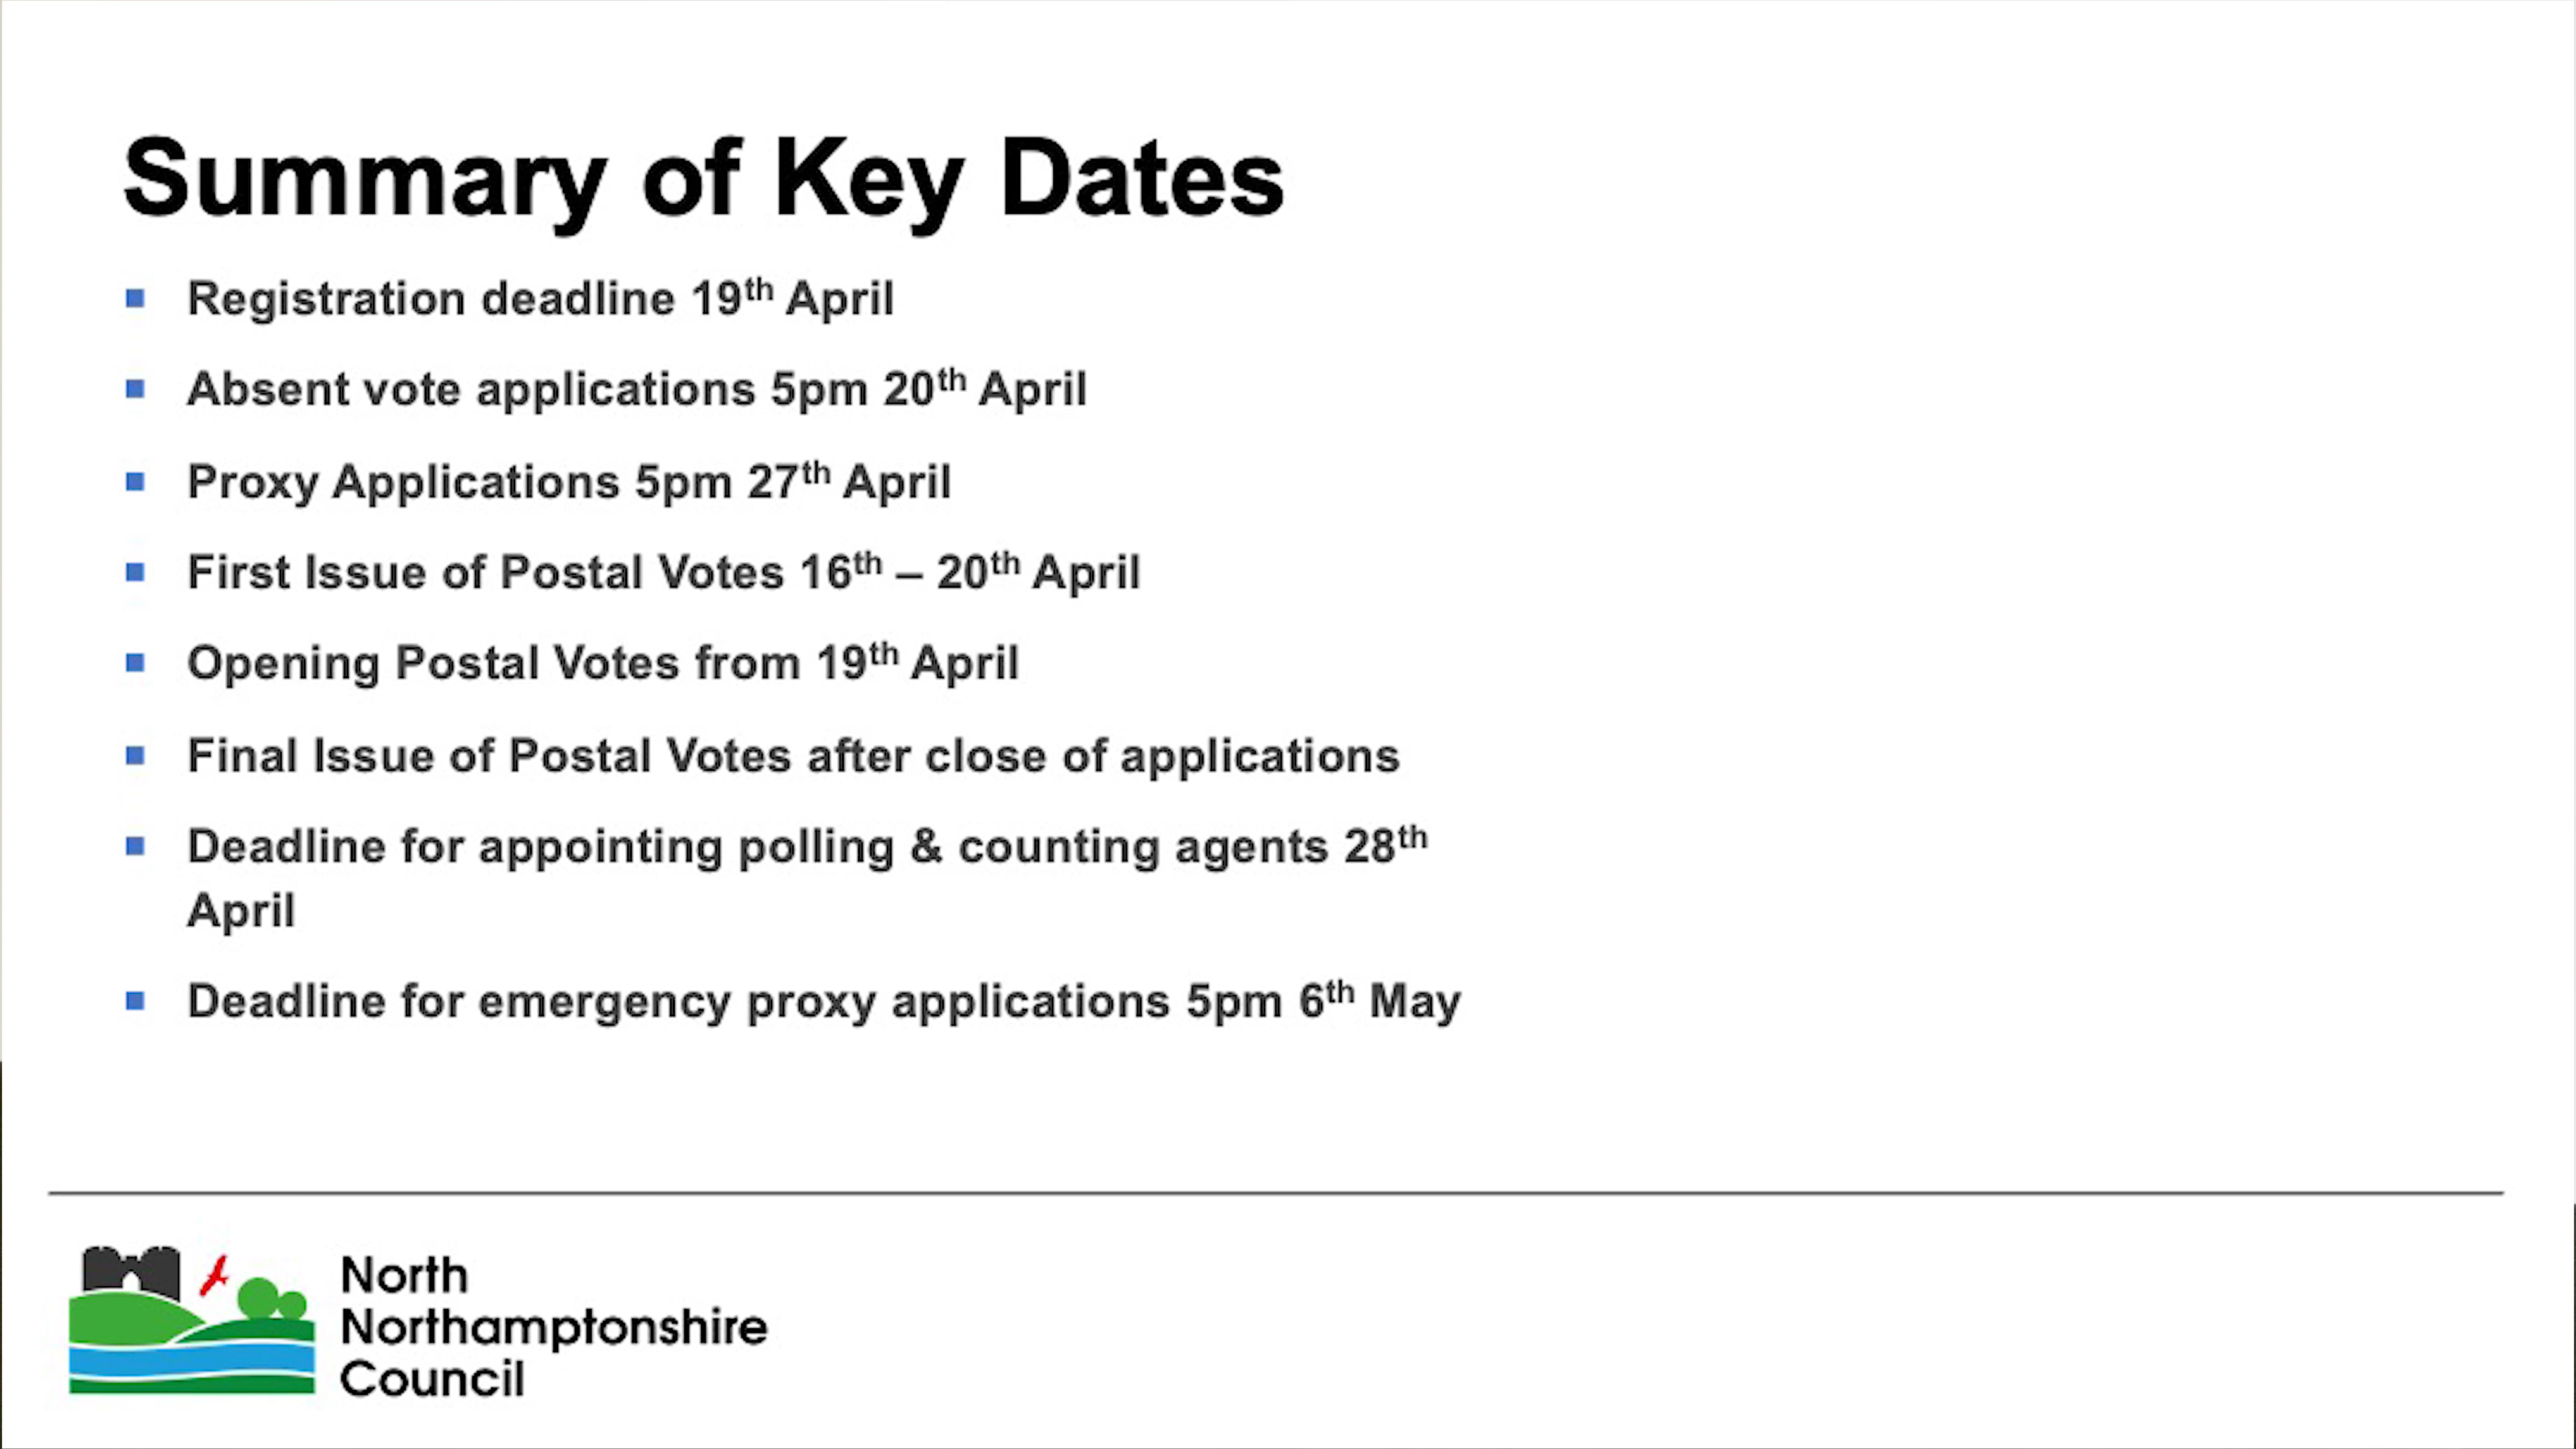 Summary of Key Dates
Registration deadline 19th April
Absent vote applications 5pm 20th April
Proxy Applications 5pm 27th April
First Issue of Postal Votes 16th – 20th April
Opening Postal Votes from 19th April
Final Issue of Postal Votes after close of applications
Deadline for appointing polling & counting agents 28th
April
Deadline for emergency proxy applications 5pm 6th May
North
Northamptonshire
Council